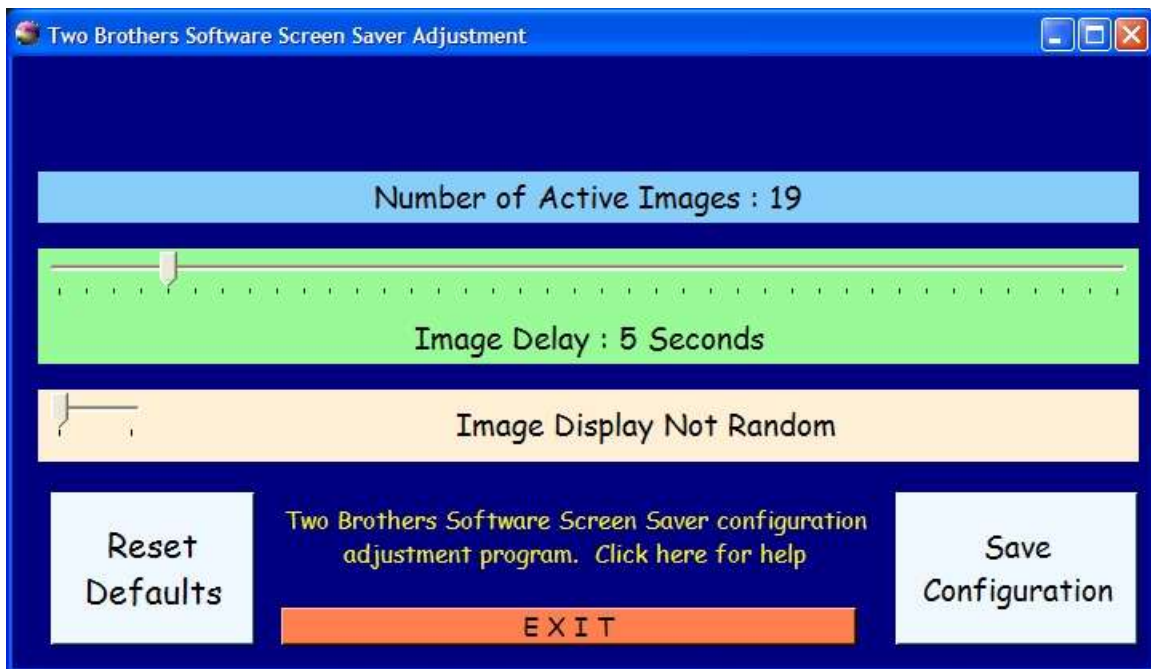 Two Brothers Software Screen Saver Adjustment
Number of Active Images : 19
Image Delay : 5 Seconds
Image Display Not Random
Reset
Defaults
Two Brothers Software Screen Saver configuration
adjustment program.  Click here for help
E X I T
Save
Configuration